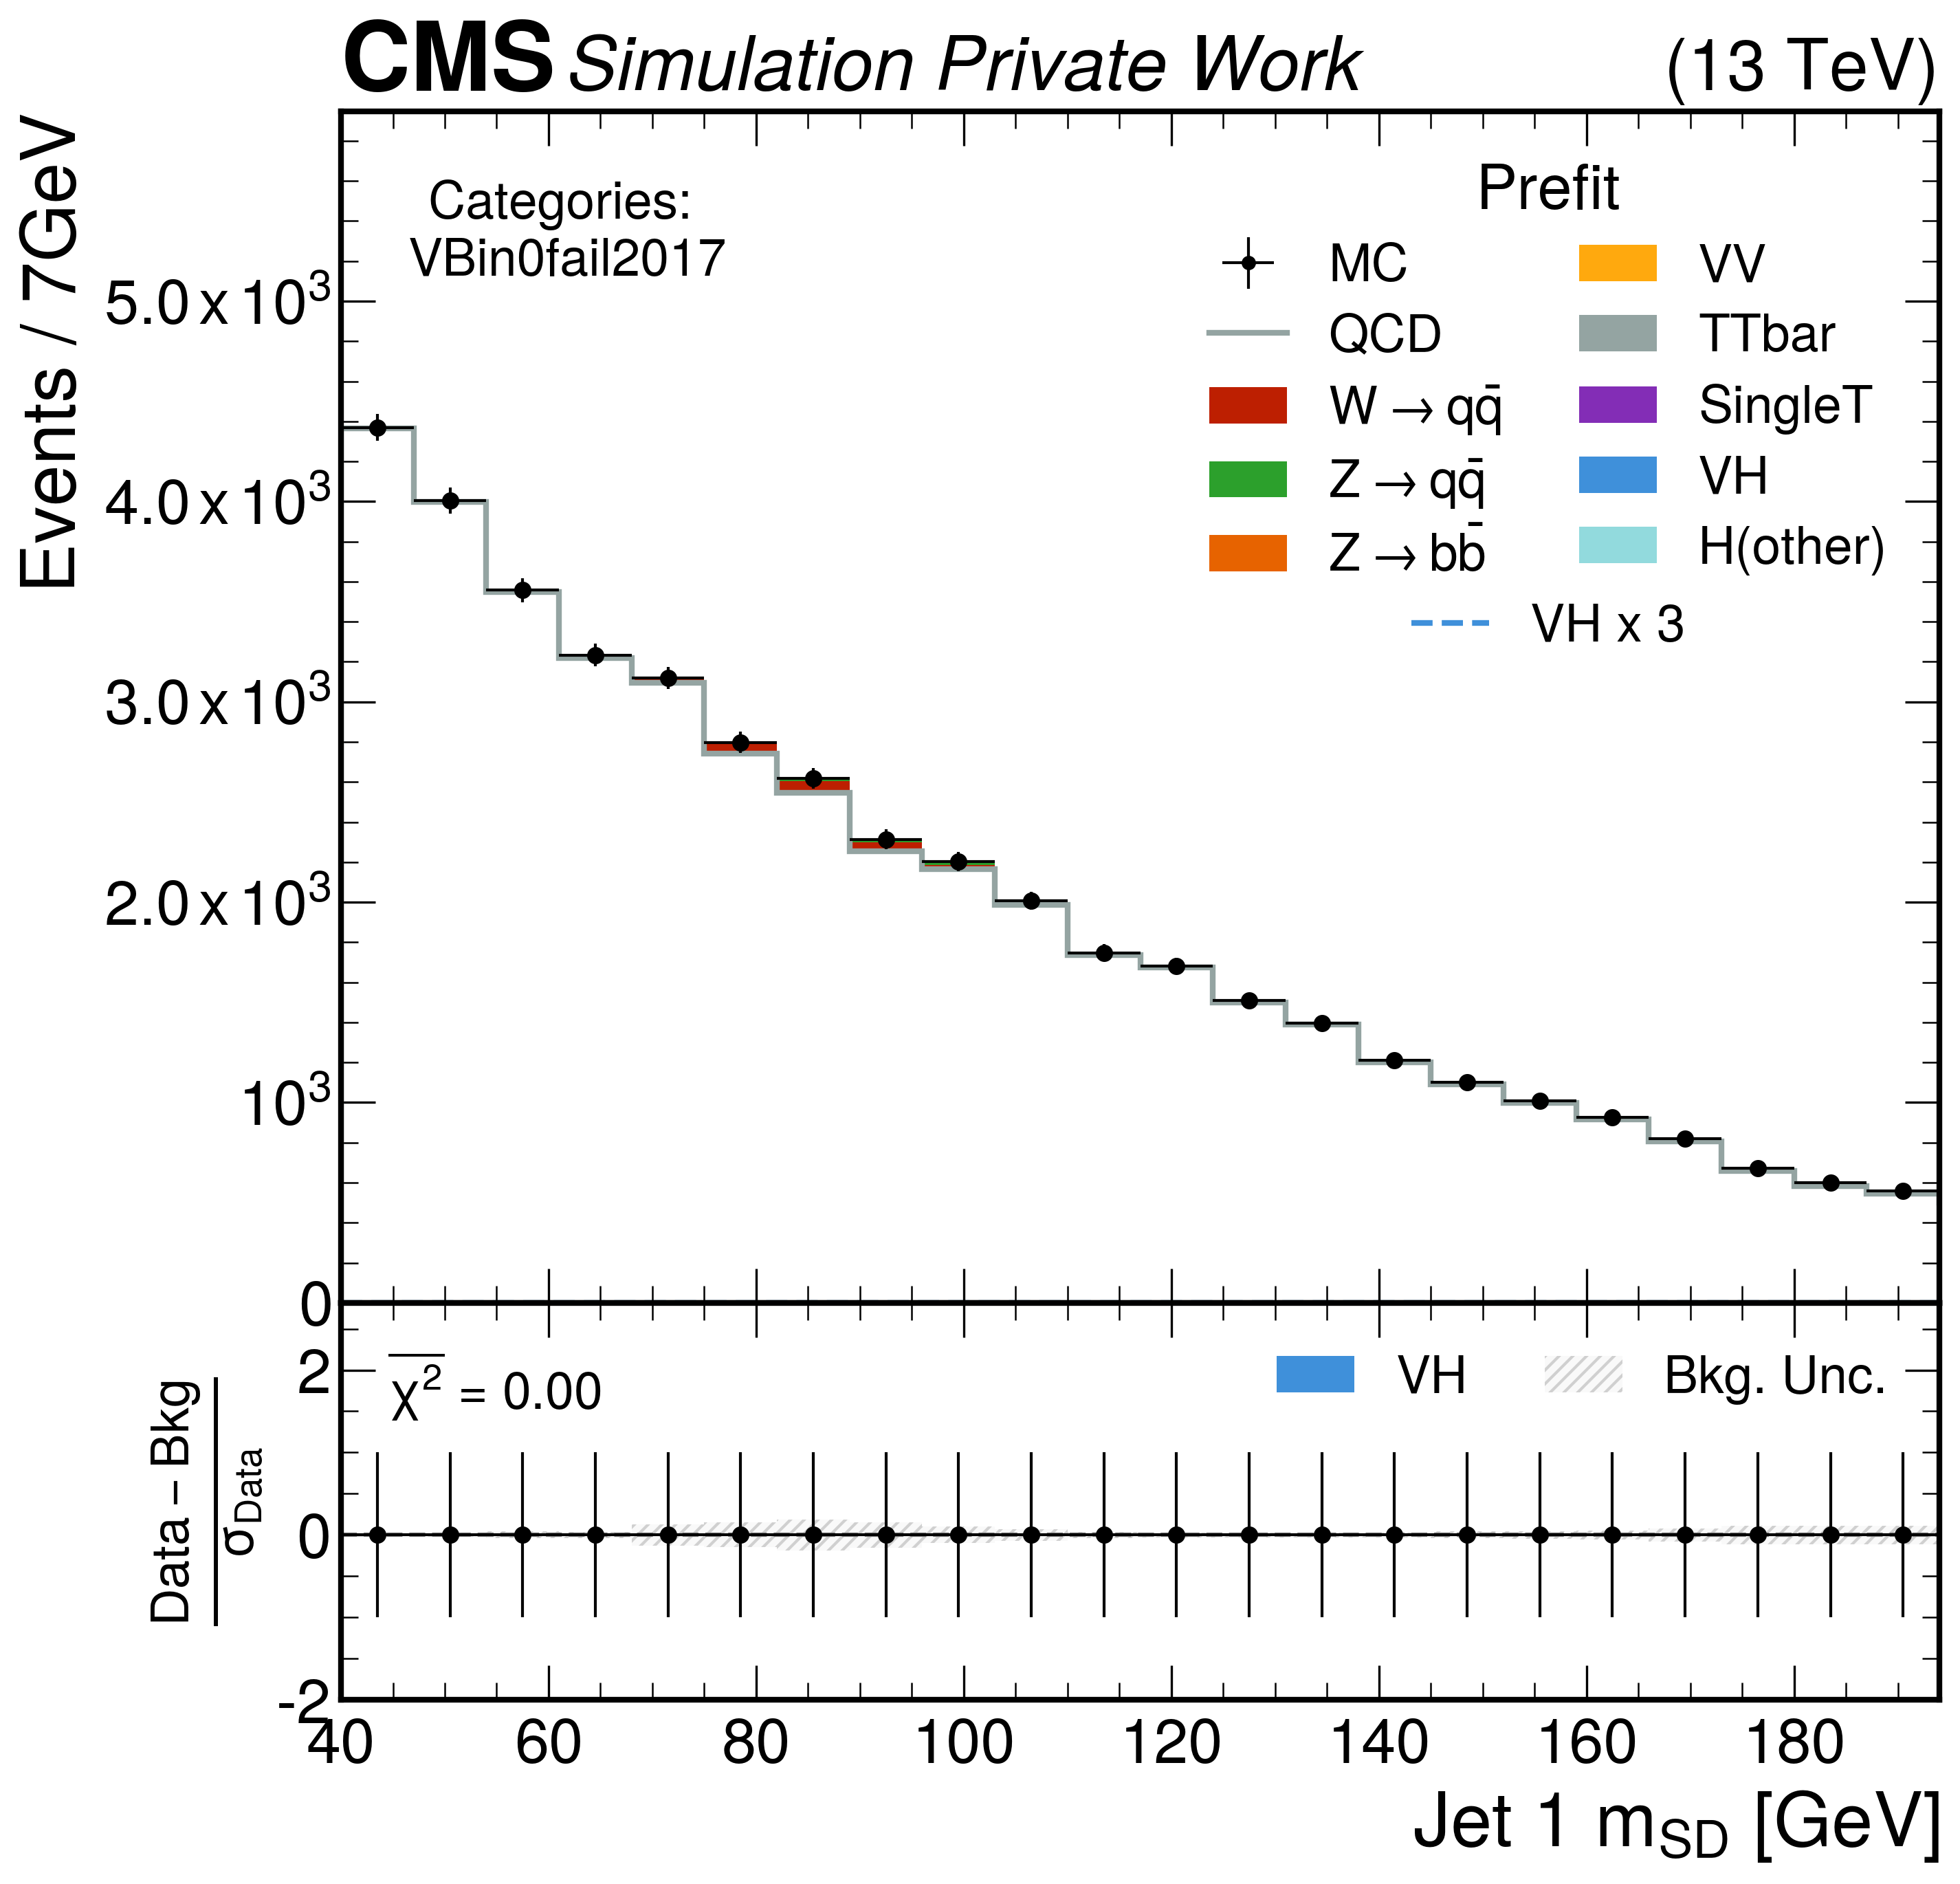 CMS Simulation Private Work (13 TeV)
Events / 7GeV
Categories:
VBin0fail2017
Prefit
MC
QCD
W → qq̄
Z → qq̄
Z → bb̄
VV
TTbar
SingleT
VH
H(other)
VH x 3
5.0 x 10³
4.0 x 10³
3.0 x 10³
2.0 x 10³
10³
0
Data − Bkg
σ_Data
2
0
-2
χ² = 0.00
VH
Bkg. Unc.
40 60 80 100 120 140 160 180
Jet 1 m_SD [GeV]